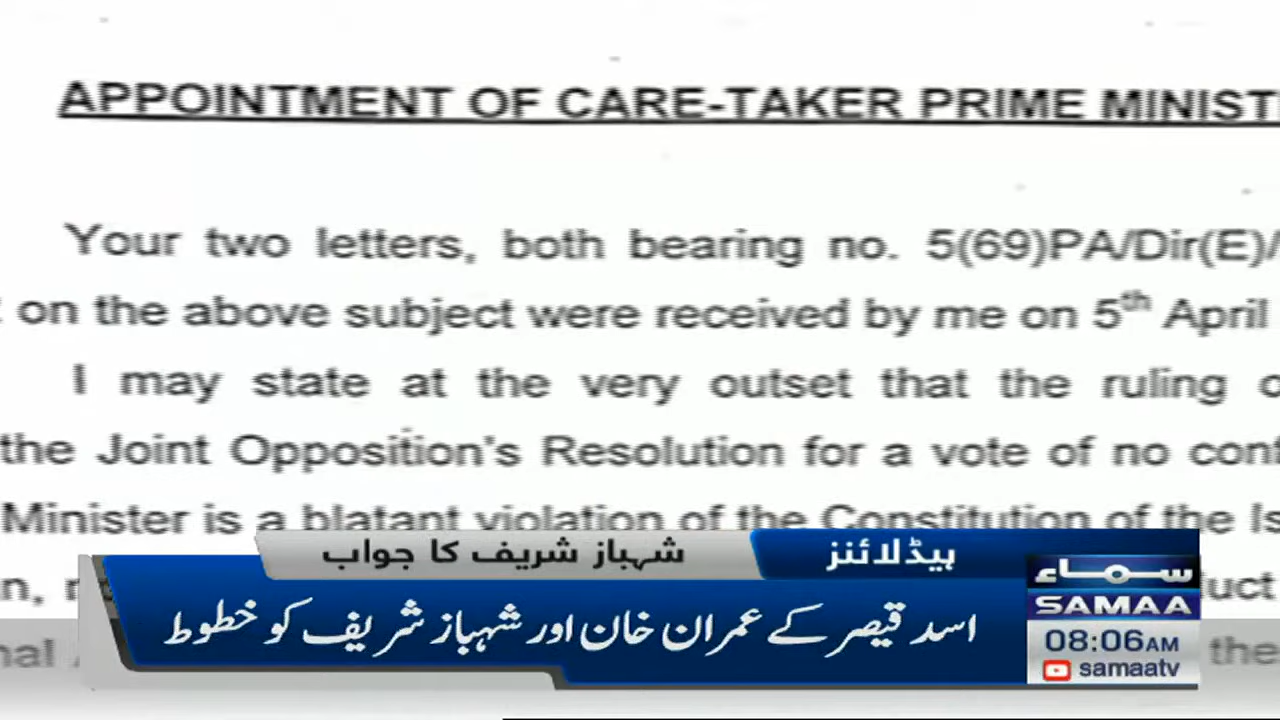 APPOINTMENT OF CARE-TAKER PRIME
Your two letters, both bearing no. 5(69)PA/Dir(E)/
on the above subject were received by me on 5th April
I may state at the very outset that the ruling
the Joint Opposition's Resolution for a vote of no
Minister is a blatant violation of the Constitution of the
the
ہیڈلائنز
شہباز شریف کا جواب
اسد قیصر کے عمران خان اور شہباز شریف کو خطوط
سماء
SAMAA
08:06AM
samaatv